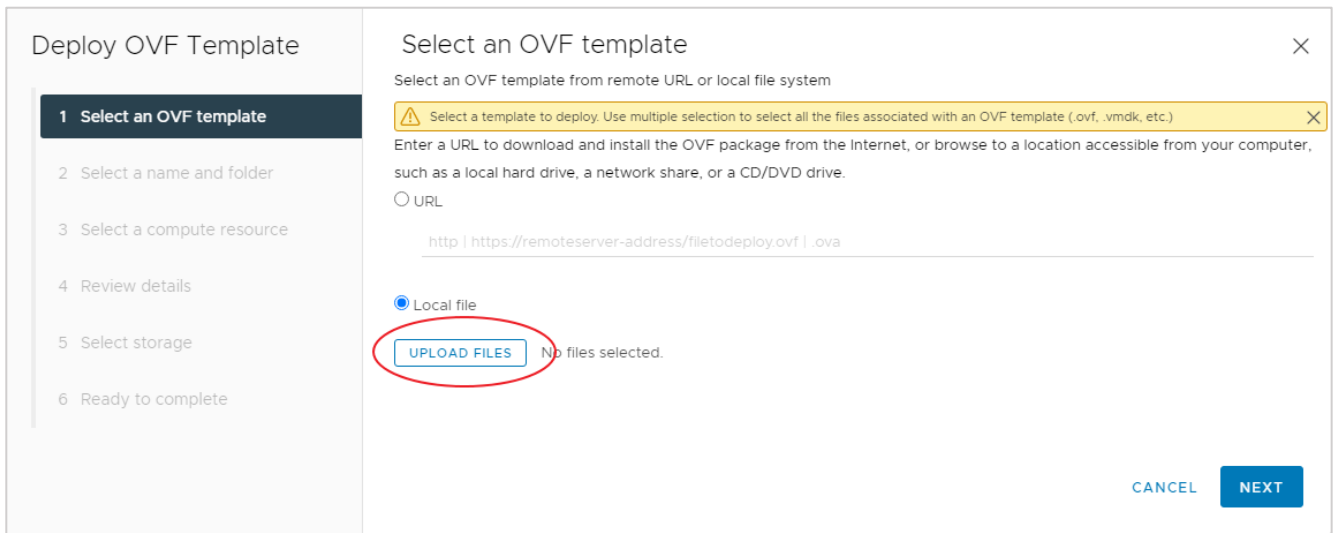 Deploy OVF Template
1 Select an OVF template
2 Select a name and folder
3 Select a compute resource
4 Review details
5 Select storage
6 Ready to complete
Select an OVF template
Select an OVF template from remote URL or local file system
Select a template to deploy. Use multiple selection to select all the files associated with an OVF template (.ovf, .vmdk, etc.)
Enter a URL to download and install the OVF package from the Internet, or browse to a location accessible from your computer,
such as a local hard drive, a network share, or a CD/DVD drive.
URL
http | https://remoteserver-address/filetodeploy.ovf | .ova
Local file
UPLOAD FILES No files selected.
CANCEL NEXT